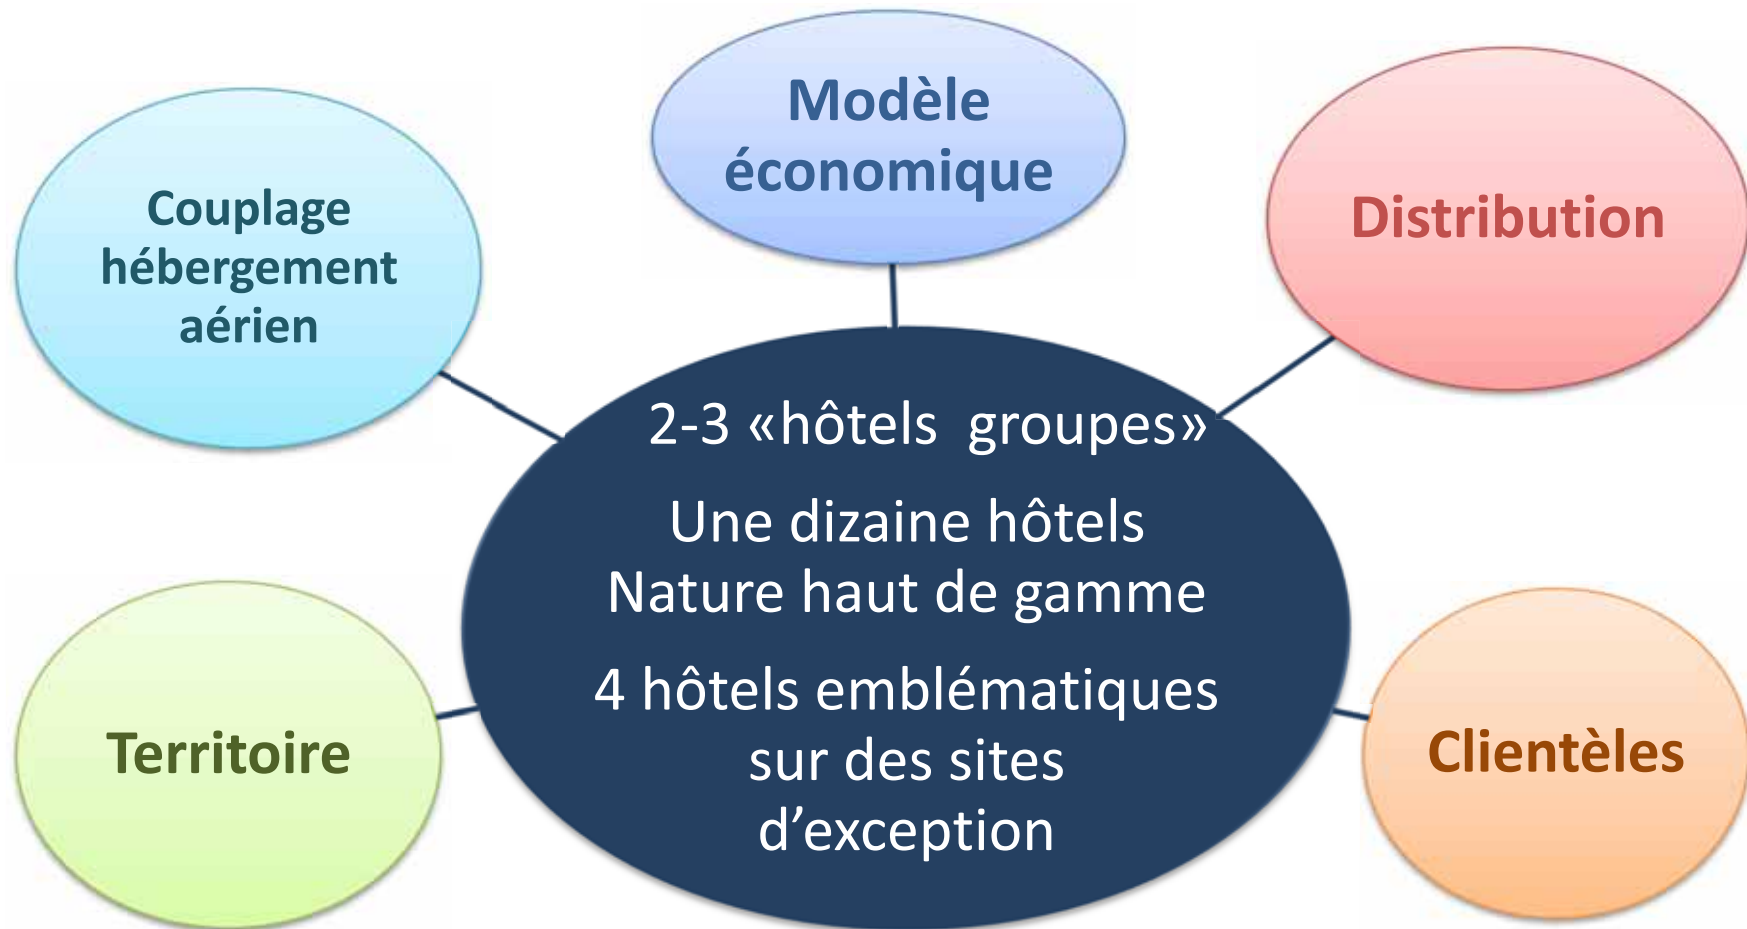 Modèle
économique
Couplage
hébergement
aérien
Distribution
2-3 «hôtels groupes»
Une dizaine hôtels
Nature haut de gamme
4 hôtels emblématiques
sur des sites
d’exception
Territoire
Clientèles